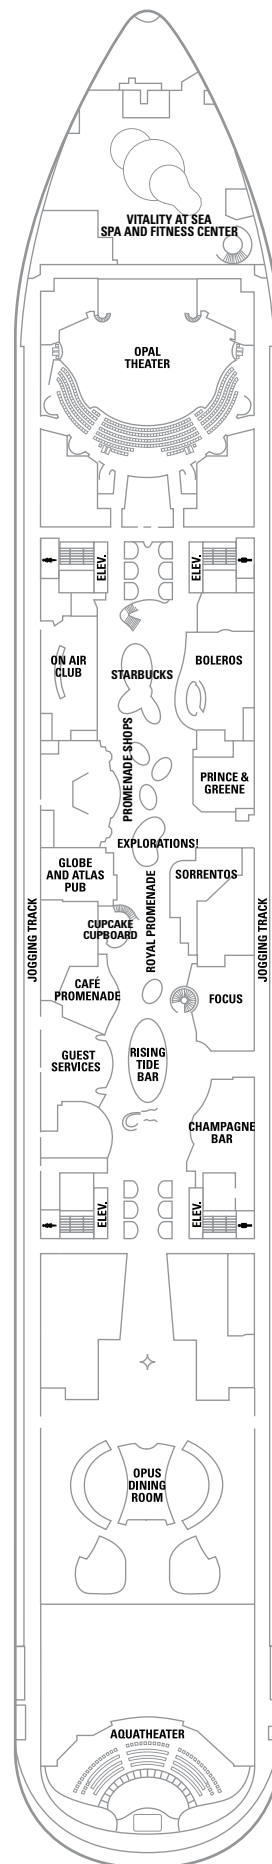 VITALITY AT SEA
SPA AND FITNESS CENTER
OPAL
THEATER
ELEV.
ELEV.
ON AIR
CLUB
STARBUCKS
BOLEROS
PROMENADE SHOPS
PRINCE &
GREENE
EXPLORATIONS!
GLOBE
AND ATLAS
PUB
SORRENTOS
JOGGING TRACK
CUPCAKE
CUPBOARD
ROYAL PROMENADE
JOGGING TRACK
CAFÉ
PROMENADE
FOCUS
GUEST
SERVICES
RISING
TIDE
BAR
CHAMPAGNE
BAR
ELEV.
ELEV.
OPUS
DINING
ROOM
AQUATHEATER